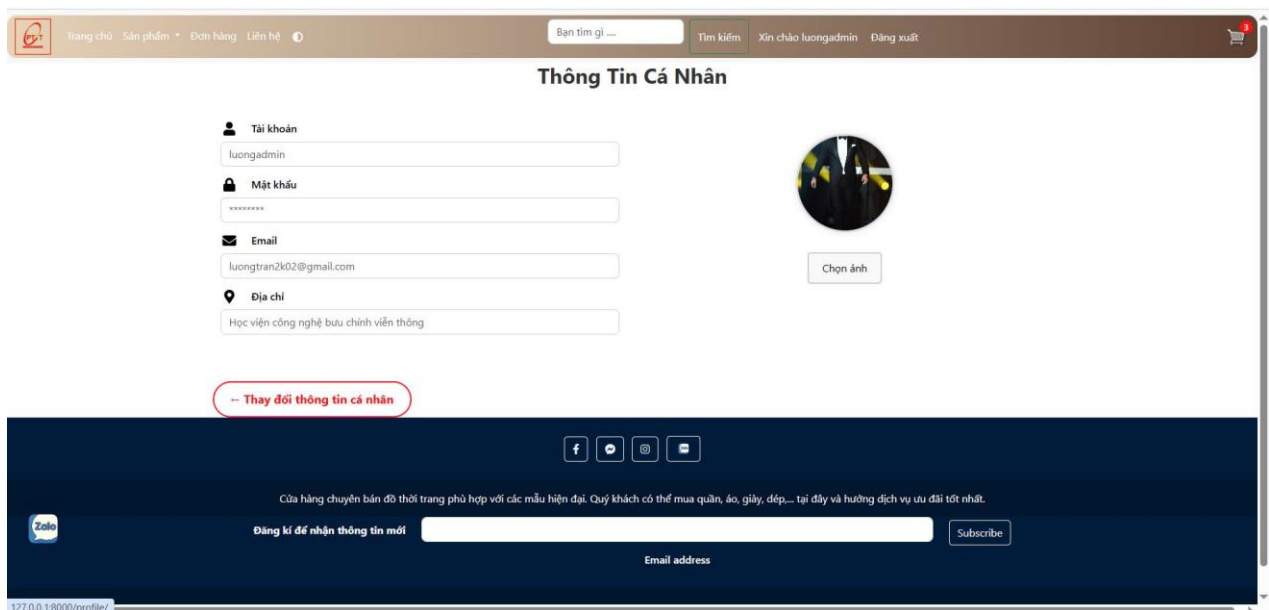 PTIT Trang chủ Sản phẩm Đơn hàng Liên hệ Bạn tìm gì .... Tìm kiếm Xin chào luongadmin Đăng xuất 3
Thông Tin Cá Nhân
Tài khoản
luongadmin
Mật khẩu
********
Email
luongtran2k02@gmail.com
Chọn ảnh
Địa chỉ
Học viện công nghệ bưu chính viễn thông
← Thay đổi thông tin cá nhân
Cửa hàng chuyên bán đồ thời trang phù hợp với các mẫu hiện đại. Quý khách có thể mua quần, áo, giày, dép,... tại đây và hưởng dịch vụ ưu đãi tốt nhất.
Zalo
Đăng kí để nhận thông tin mới Subscribe
Email address
127.0.0.1:8000/profile/